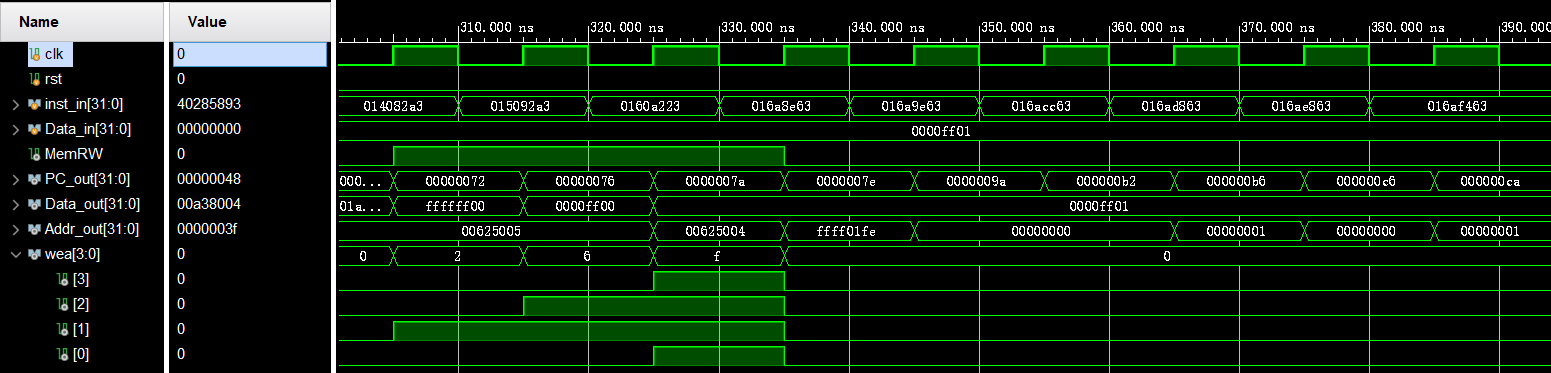 Name Value 310.000 ns 320.000 ns 330.000 ns 340.000 ns 350.000 ns 360.000 ns 370.000 ns 380.000 ns 390.000
clk 0
rst 0
inst_in[31:0] 40285893 014082a3 015092a3 0160a223 016a8e63 016a9e63 016acc63 016ad863 016ae863 016af463
Data_in[31:0] 00000000 0000ff01
MemRW 0
PC_out[31:0] 00000048 000... 00000072 00000076 0000007a 0000007e 0000009a 000000b2 000000b6 000000c6 000000ca
Data_out[31:0] 00a38004 01a... ffffff00 0000ff00 0000ff01
Addr_out[31:0] 0000003f 00625005 00625004 ffff01fe 00000000 00000001 00000000 00000001
wea[3:0] 0 0 2 6 f 0
[3] 0
[2] 0
[1] 0
[0] 0